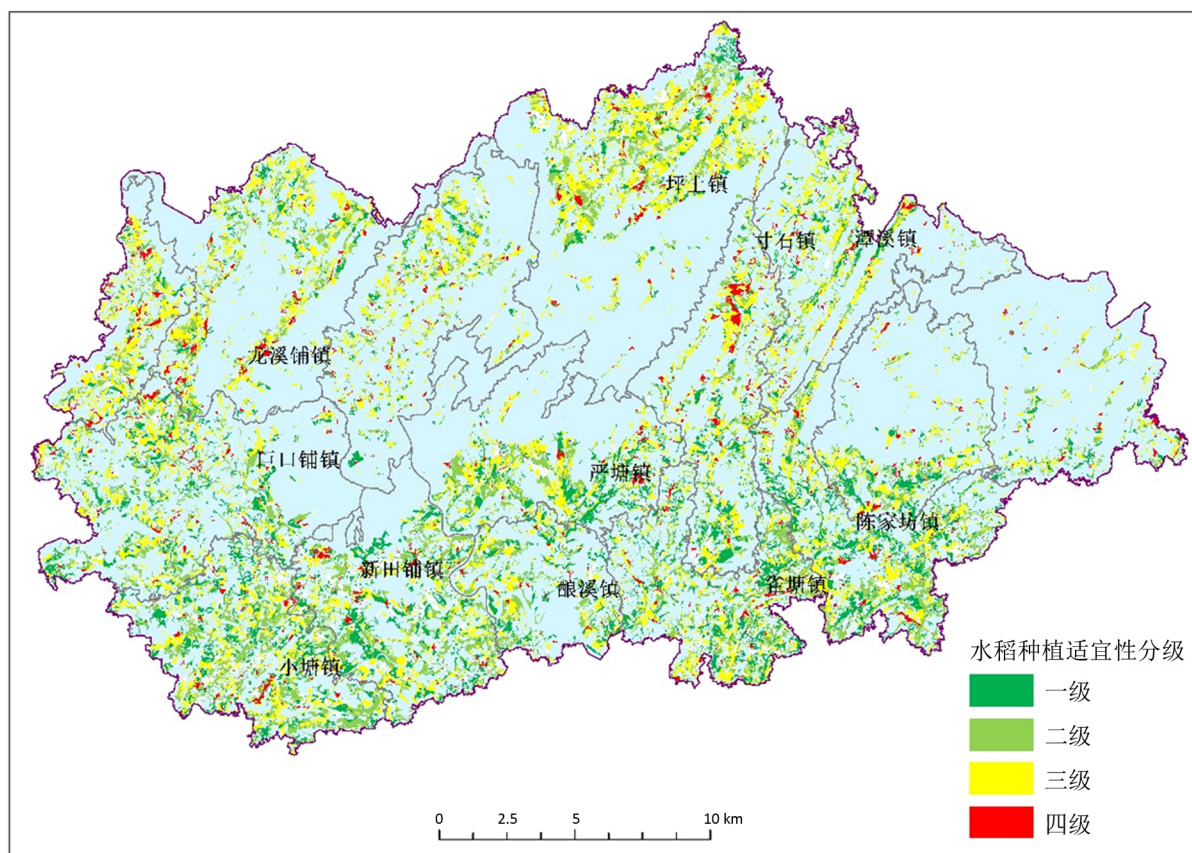 坪上镇
寸石镇
潭溪镇
龙溪铺镇
巨口铺镇
严塘镇
陈家坊镇
新田铺镇
酿溪镇
雀塘镇
小塘镇
水稻种植适宜性分级
一级
二级
三级
四级
0 2.5 5 10 km